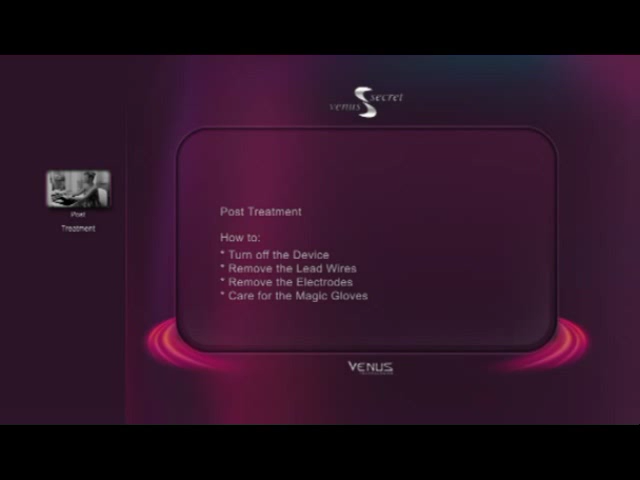 venus secret
Post Treatment
How to:
* Turn off the Device
* Remove the Lead Wires
* Remove the Electrodes
* Care for the Magic Gloves
Post
Treatment
VENUS